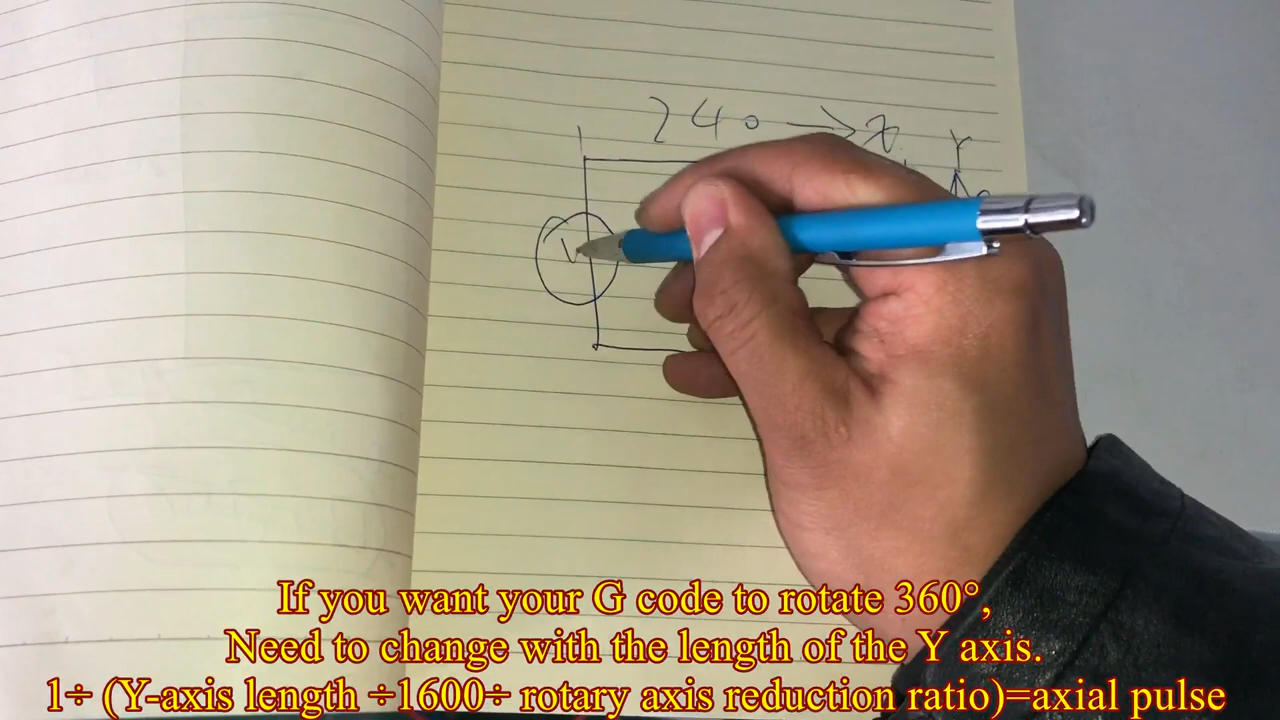 240 → x
Y
If you want your G code to rotate 360°,
Need to change with the length of the Y axis.
1÷ (Y-axis length ÷1600÷ rotary axis reduction ratio)=axial pulse